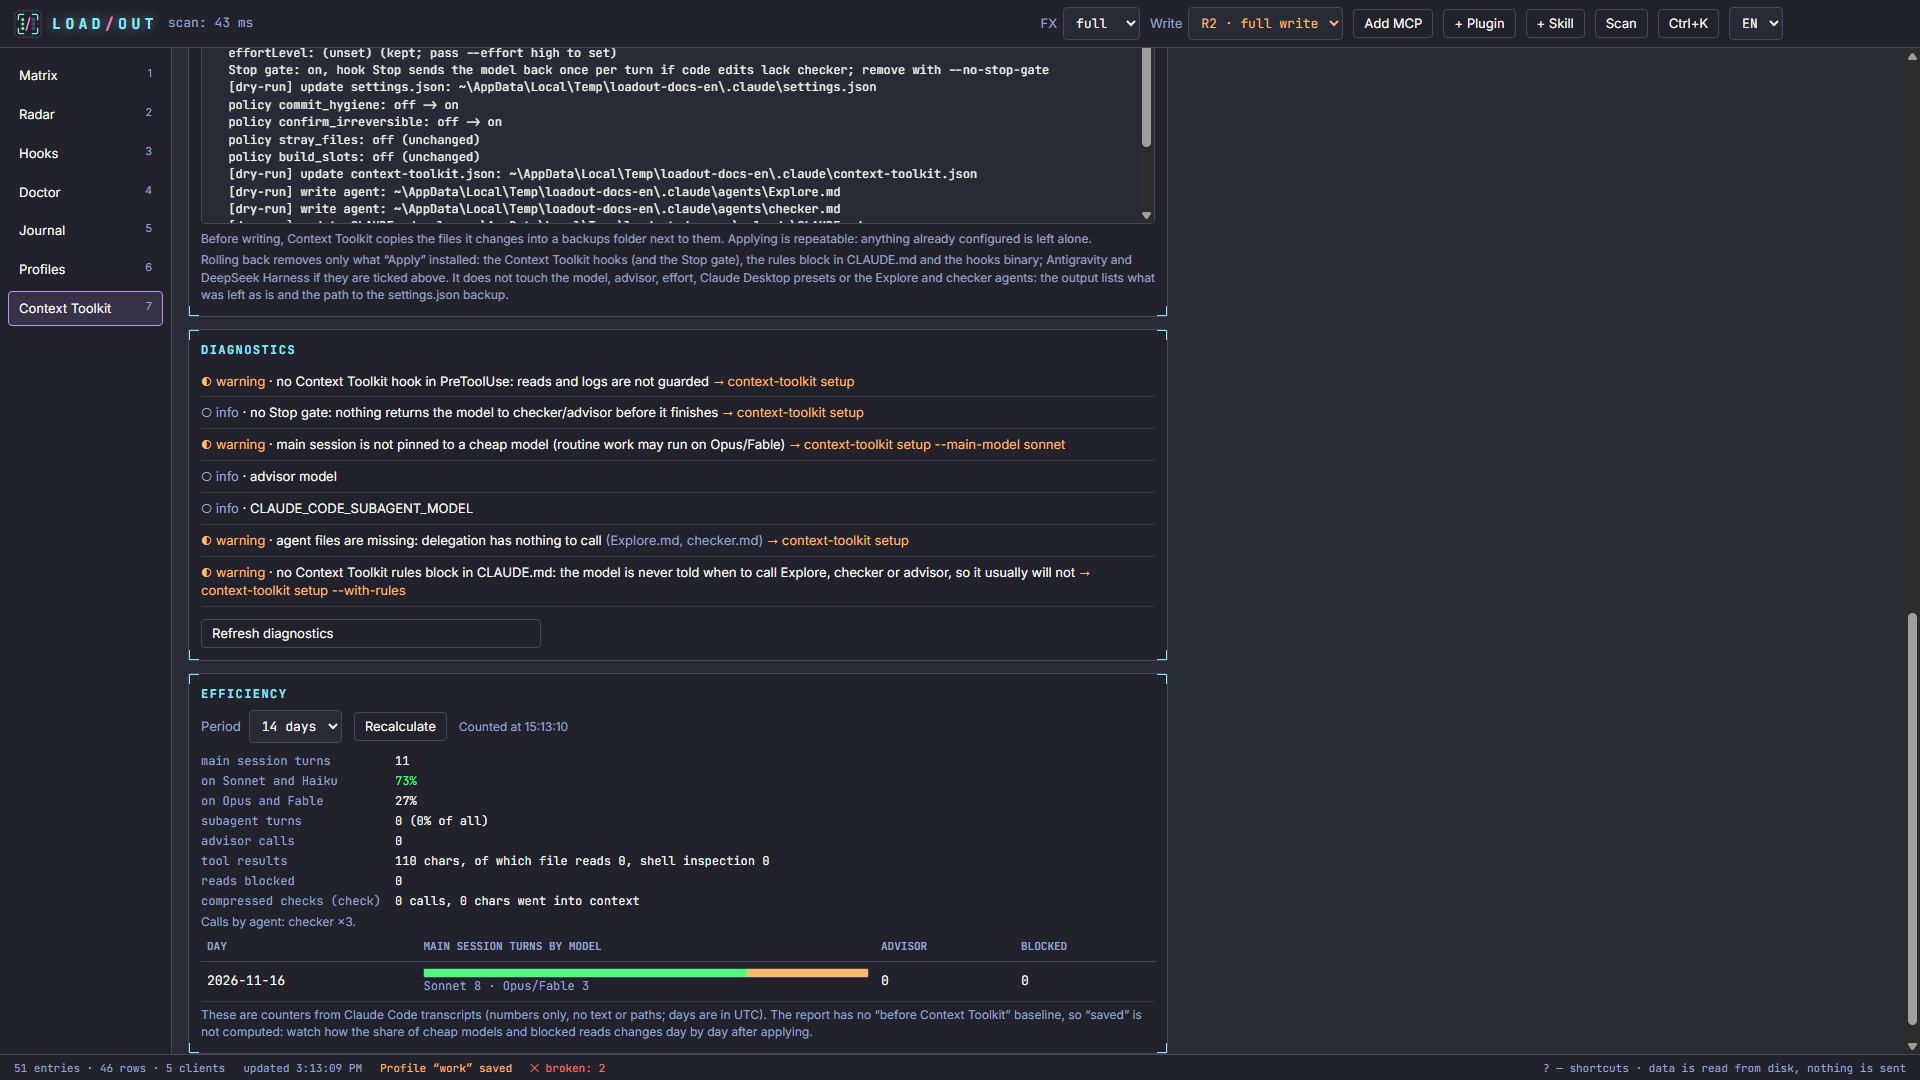 LOAD/OUT scan: 43 ms FX full Write R2 · full write Add MCP + Plugin + Skill Scan Ctrl+K EN
Matrix 1
Radar 2
Hooks 3
Doctor 4
Journal 5
Profiles 6
Context Toolkit 7
effortLevel: (unset) (kept; pass --effort high to set)
Stop gate: on, hook Stop sends the model back once per turn if code edits lack checker; remove with --no-stop-gate
[dry-run] update settings.json: ~\AppData\Local\Temp\loadout-docs-en\.claude\settings.json
policy commit_hygiene: off → on
policy confirm_irreversible: off → on
policy stray_files: off (unchanged)
policy build_slots: off (unchanged)
[dry-run] update context-toolkit.json: ~\AppData\Local\Temp\loadout-docs-en\.claude\context-toolkit.json
[dry-run] write agent: ~\AppData\Local\Temp\loadout-docs-en\.claude\agents\Explore.md
[dry-run] write agent: ~\AppData\Local\Temp\loadout-docs-en\.claude\agents\checker.md
Before writing, Context Toolkit copies the files it changes into a backups folder next to them. Applying is repeatable: anything already configured is left alone.
Rolling back removes only what “Apply” installed: the Context Toolkit hooks (and the Stop gate), the rules block in CLAUDE.md and the hooks binary; Antigravity and
DeepSeek Harness if they are ticked above. It does not touch the model, advisor, effort, Claude Desktop presets or the Explore and checker agents: the output lists what
was left as is and the path to the settings.json backup.
DIAGNOSTICS
warning · no Context Toolkit hook in PreToolUse: reads and logs are not guarded → context-toolkit setup
info · no Stop gate: nothing returns the model to checker/advisor before it finishes → context-toolkit setup
warning · main session is not pinned to a cheap model (routine work may run on Opus/Fable) → context-toolkit setup --main-model sonnet
info · advisor model
info · CLAUDE_CODE_SUBAGENT_MODEL
warning · agent files are missing: delegation has nothing to call (Explore.md, checker.md) → context-toolkit setup
warning · no Context Toolkit rules block in CLAUDE.md: the model is never told when to call Explore, checker or advisor, so it usually will not →
context-toolkit setup --with-rules
Refresh diagnostics
EFFICIENCY
Period 14 days Recalculate Counted at 15:13:10
main session turns 11
on Sonnet and Haiku 73%
on Opus and Fable 27%
subagent turns 0 (0% of all)
advisor calls 0
tool results 110 chars, of which file reads 0, shell inspection 0
reads blocked 0
compressed checks (check) 0 calls, 0 chars went into context
Calls by agent: checker ×3.
DAY MAIN SESSION TURNS BY MODEL ADVISOR BLOCKED
2026-11-16 0 0
Sonnet 8 · Opus/Fable 3
These are counters from Claude Code transcripts (numbers only, no text or paths; days are in UTC). The report has no “before Context Toolkit” baseline, so “saved” is
not computed: watch how the share of cheap models and blocked reads changes day by day after applying.
51 entries · 46 rows · 5 clients updated 3:13:09 PM Profile “work” saved ✕ broken: 2 ? — shortcuts · data is read from disk, nothing is sent